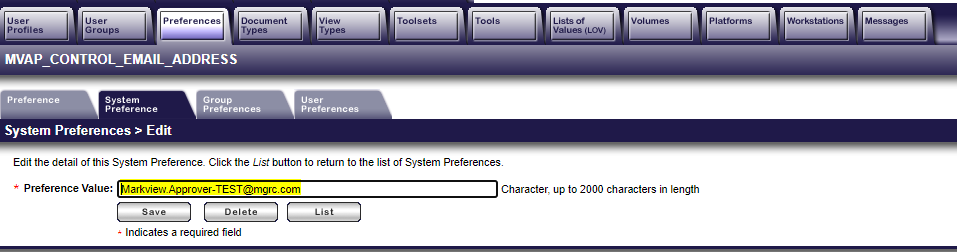 User Profiles
User Groups
Preferences
Document Types
View Types
Toolsets
Tools
Lists of Values (LOV)
Volumes
Platforms
Workstations
Messages
MVAP_CONTROL_EMAIL_ADDRESS
Preference
System Preference
Group Preferences
User Preferences
System Preferences > Edit
Edit the detail of this System Preference. Click the List button to return to the list of System Preferences.
* Preference Value: Markview.Approver-TEST@mgrc.com Character, up to 2000 characters in length
Save Delete List
* Indicates a required field